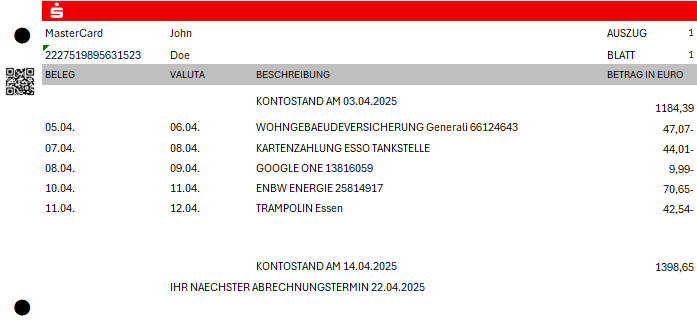 MasterCard John AUSZUG 1
2227519895631523 Doe BLATT 1
BELEG VALUTA BESCHREIBUNG BETRAG IN EURO
KONTOSTAND AM 03.04.2025 1184,39
05.04. 06.04. WOHNGEBAEUDEVERSICHERUNG Generali 66124643 47,07-
07.04. 08.04. KARTENZAHLUNG ESSO TANKSTELLE 44,01-
08.04. 09.04. GOOGLE ONE 13816059 9,99-
10.04. 11.04. ENBW ENERGIE 25814917 70,65-
11.04. 12.04. TRAMPOLIN Essen 42,54-
KONTOSTAND AM 14.04.2025 1398,65
IHR NAECHSTER ABRECHNUNGSTERMIN 22.04.2025